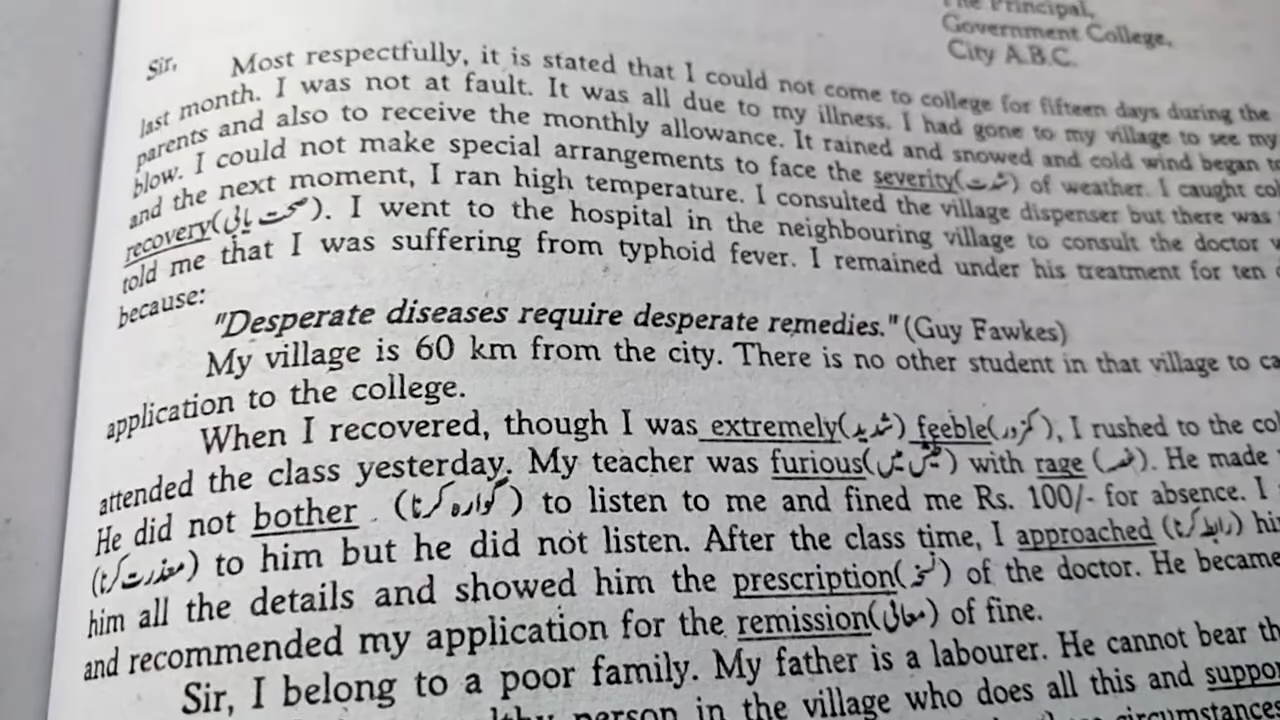 The Principal,
Government College,
City A.B.C.
Sir,
Most respectfully, it is stated that I could not come to college for fifteen days during the
last month. I was not at fault. It was all due to my illness. I had gone to my village to see my
parents and also to receive the monthly allowance. It rained and snowed and cold wind began to
blow. I could not make special arrangements to face the severity(شدت) of weather. I caught
and the next moment, I ran high temperature. I consulted the village dispenser but there was
recovery(صحت یابی). I went to the hospital in the neighbouring village to consult the doctor
told me that I was suffering from typhoid fever. I remained under his treatment for ten
because:
"Desperate diseases require desperate remedies." (Guy Fawkes)
My village is 60 km from the city. There is no other student in that village to
application to the college.
When I recovered, though I was extremely(شدید) feeble(کمزور), I rushed to the
attended the class yesterday. My teacher was furious( ) with rage (غصہ). He made
He did not bother (گوارہ کرنا) to listen to me and fined me Rs. 100/- for absence. I
(معذرت کرنا) to him but he did not listen. After the class time, I approached (رابطہ کرنا)
him all the details and showed him the prescription(نسخہ) of the doctor. He became
and recommended my application for the remission(معافی) of fine.
Sir, I belong to a poor family. My father is a labourer. He cannot bear
person in the village who does all this and
circumstances